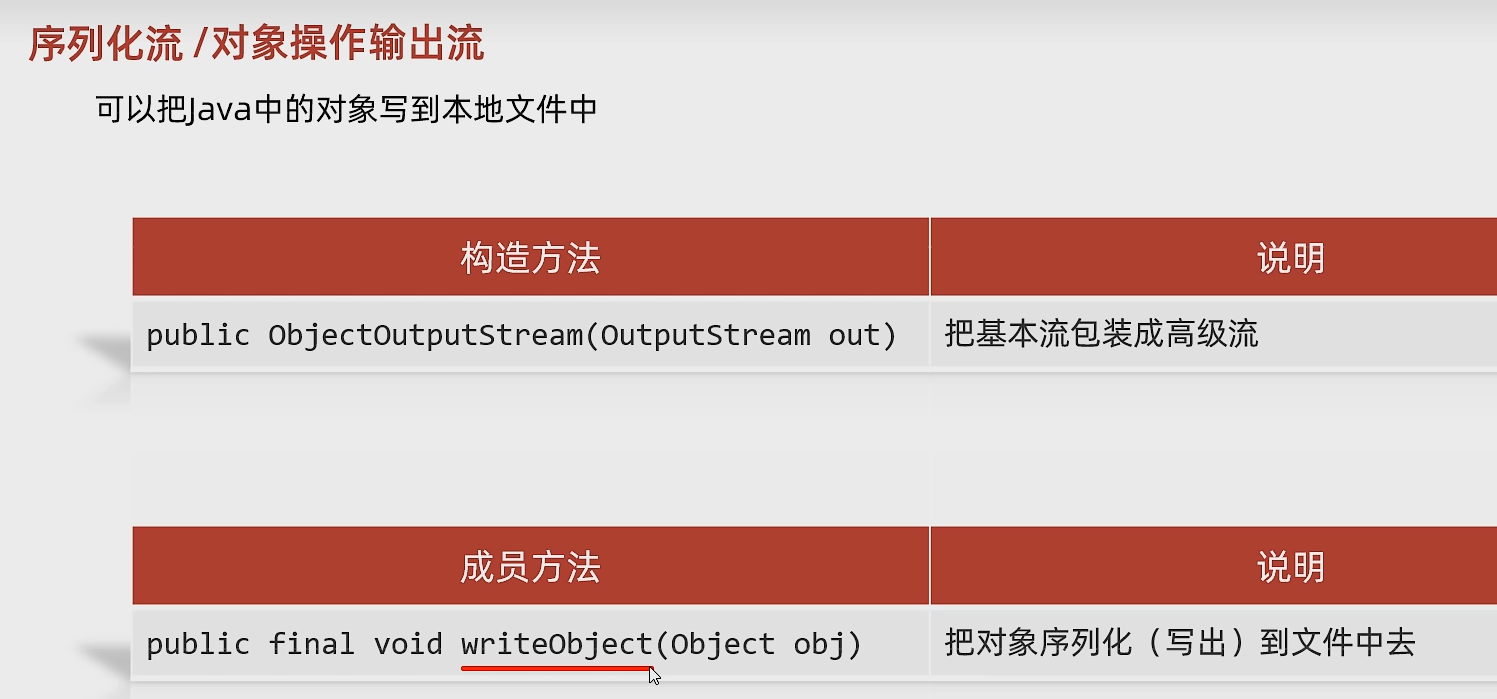 序列化流 /对象操作输出流
可以把Java中的对象写到本地文件中
构造方法 说明
public ObjectOutputStream(OutputStream out) 把基本流包装成高级流
成员方法 说明
public final void writeObject(Object obj) 把对象序列化（写出）到文件中去